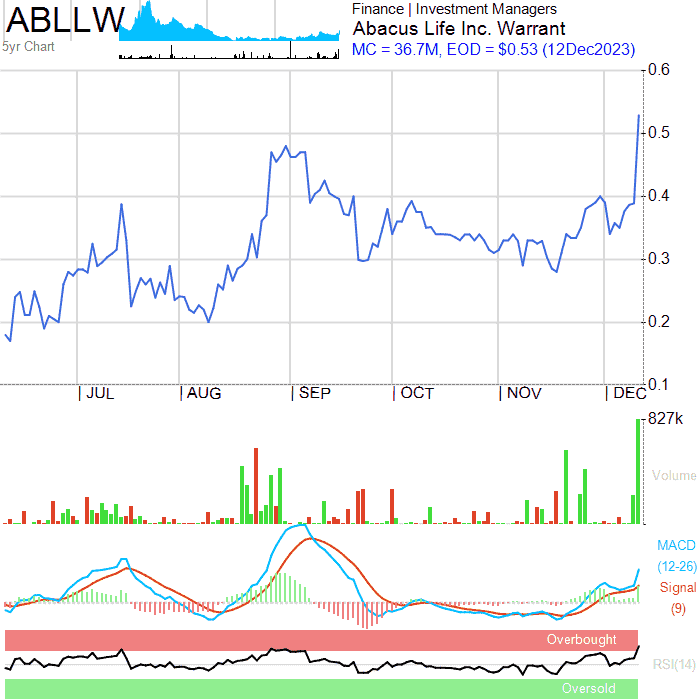 ABLLW
5yr Chart
Finance | Investment Managers
Abacus Life Inc. Warrant
MC = 36.7M, EOD = $0.53 (12Dec2023)
0.6
0.5
0.4
0.3
0.2
0.1
| JUL | AUG | SEP | OCT | NOV | DEC
827k
Volume
MACD
(12-26)
Signal
(9)
Overbought
RSI(14)
Oversold